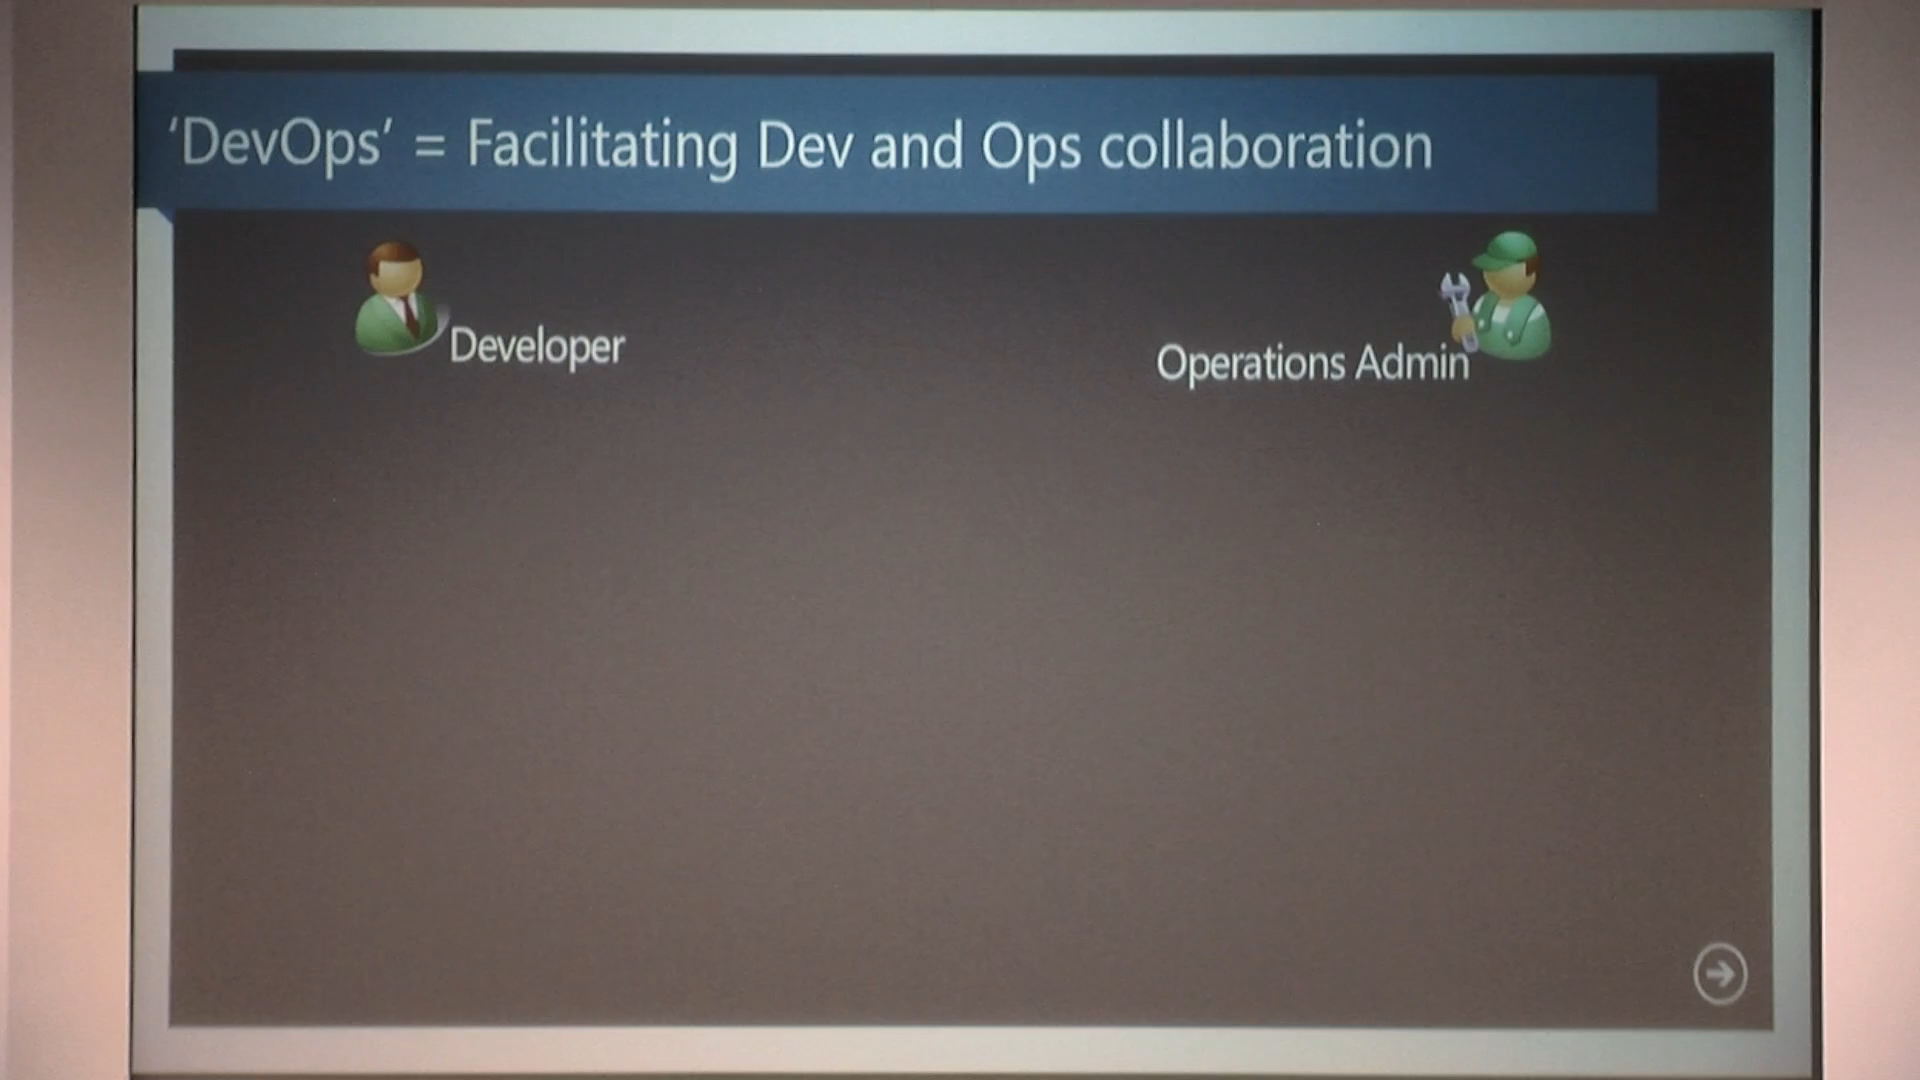 ‘DevOps’ = Facilitating Dev and Ops collaboration
Developer
Operations Admin